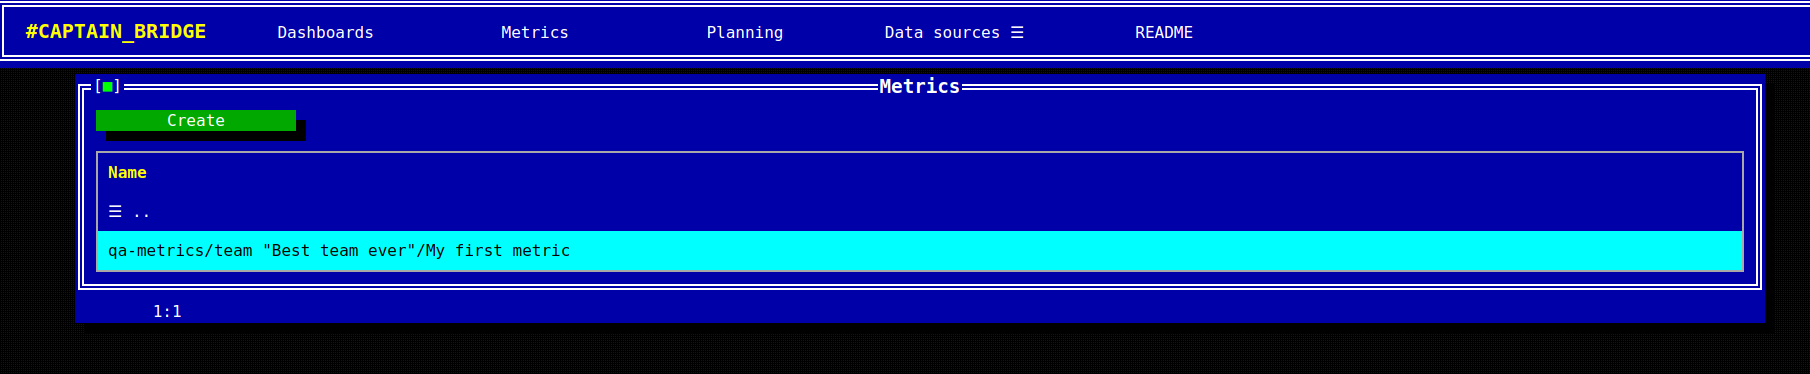 #CAPTAIN_BRIDGE Dashboards Metrics Planning Data sources ☰ README
[■] Metrics
Create
Name
☰ ..
qa-metrics/team "Best team ever"/My first metric
1:1